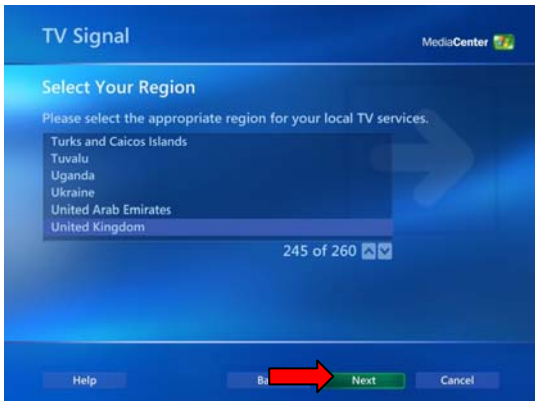 TV Signal
MediaCenter
Select Your Region
Please select the appropriate region for your local TV services.
Turks and Caicos Islands
Tuvalu
Uganda
Ukraine
United Arab Emirates
United Kingdom
245 of 260
Help Next Cancel